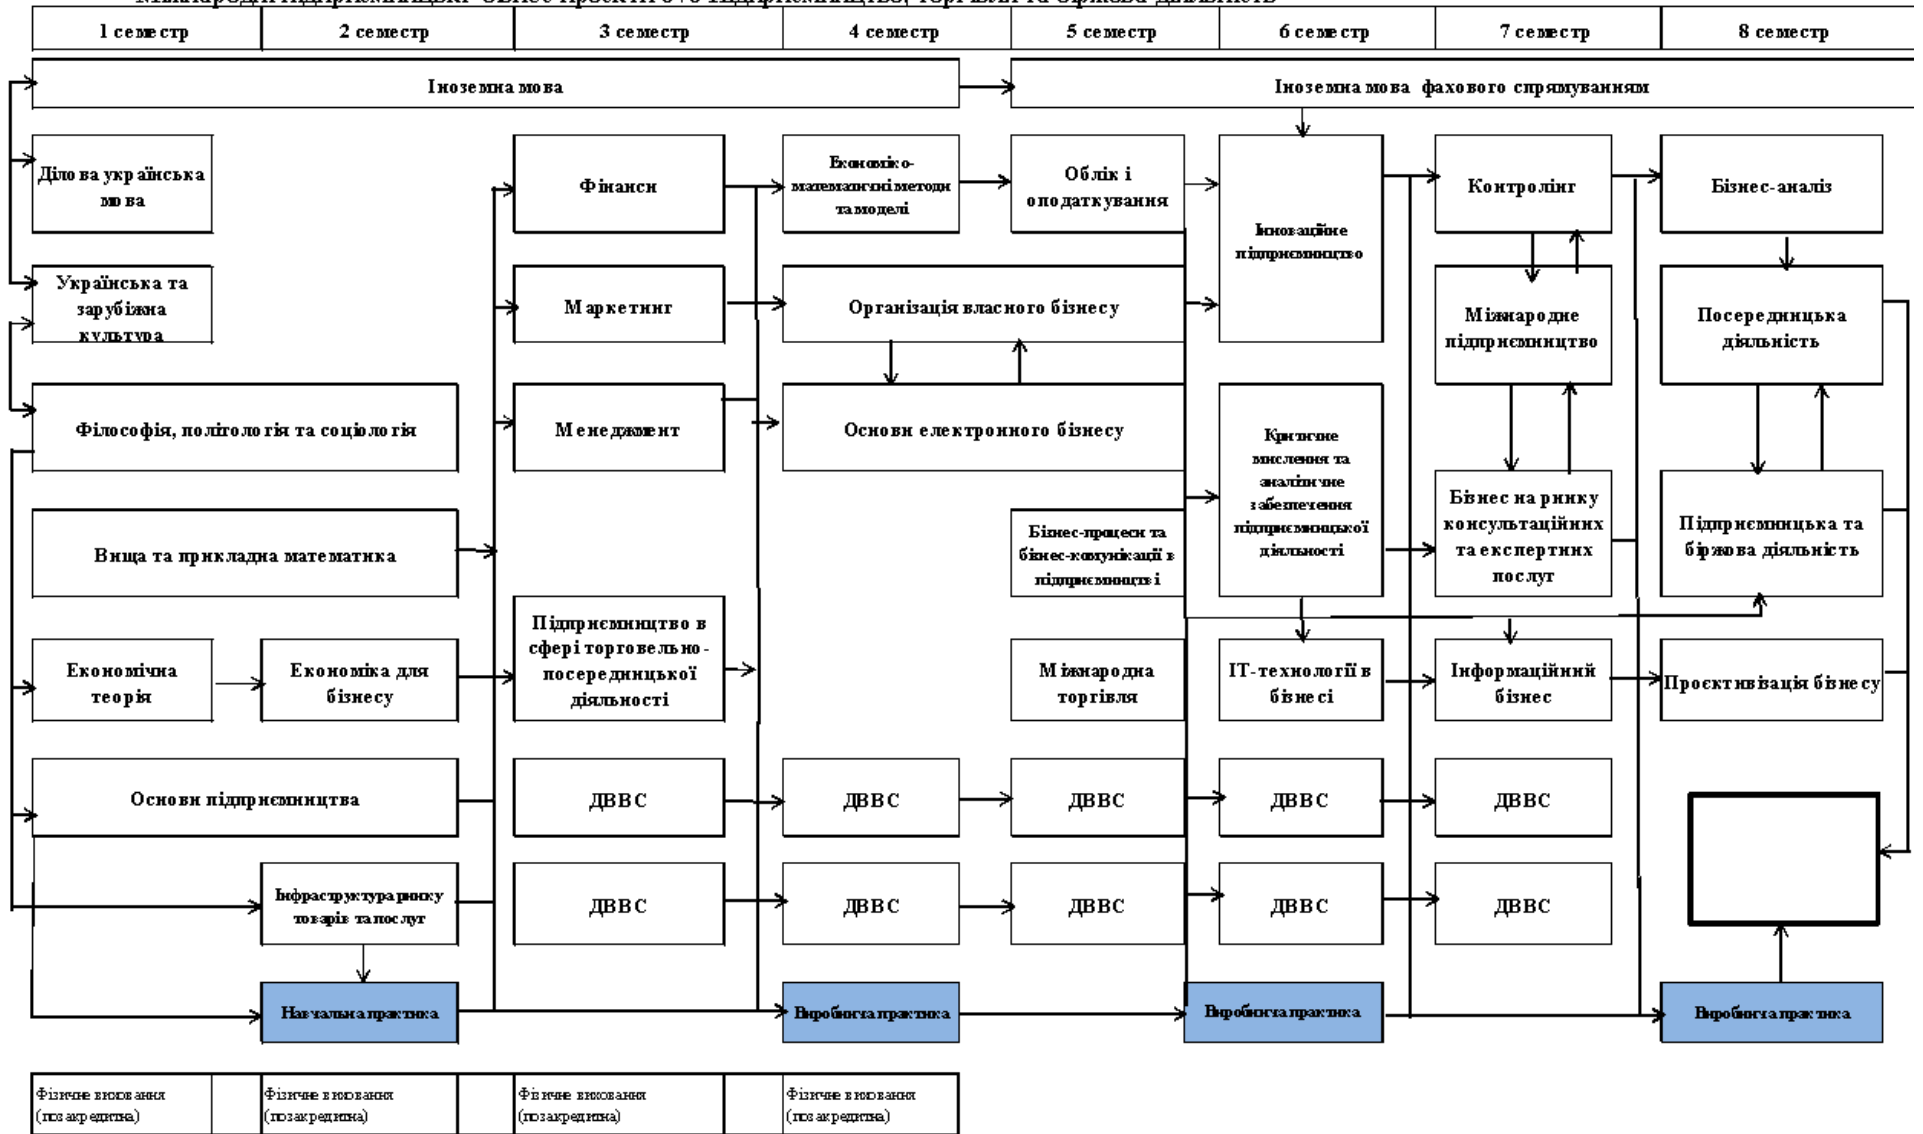 1 семестр
2 семестр
3 семестр
4 семестр
5 семестр
6 семестр
7 семестр
8 семестр
Іноземна мова
Іноземна мова фахового спрямуванням
Ділова українська
мова
Фінанси
Економіко-
математичні методи
та моделі
Облік і
оподаткування
Інноваційне
підприємництво
Контролінг
Бізнес-аналіз
Українська та
зарубіжна
культура
Маркетинг
Організація власного бізнесу
Міжнародне
підприємництво
Посередницька
діяльність
Філософія, політологія та соціологія
Менеджмент
Основи електронного бізнесу
Критичне
мислення та
аналітичне
забезпечення
підприємницької
діяльності
Вища та прикладна математика
Бізнес-процеси та
бізнес-комунікації в
підприємництві
Бізнес на ринку
консультаційних
та експертних
послуг
Підприємницька та
біржова діяльність
Економічна
теорія
Економіка для
бізнесу
Підприємництво в
сфері торговельно-
посередницької
діяльності
Міжнародна
торгівля
ІТ-технології в
бізнесі
Інформаційний
бізнес
Проєктивізація бізнесу
Основи підприємництва
ДВВС
ДВВС
ДВВС
ДВВС
ДВВС
Інфраструктура ринку
товарів та послуг
ДВВС
ДВВС
ДВВС
ДВВС
ДВВС
Навчальна практика
Виробнича практика
Виробнича практика
Виробнича практика
Фізичне виховання
(позакредитна)
Фізичне виховання
(позакредитна)
Фізичне виховання
(позакредитна)
Фізичне виховання
(позакредитна)